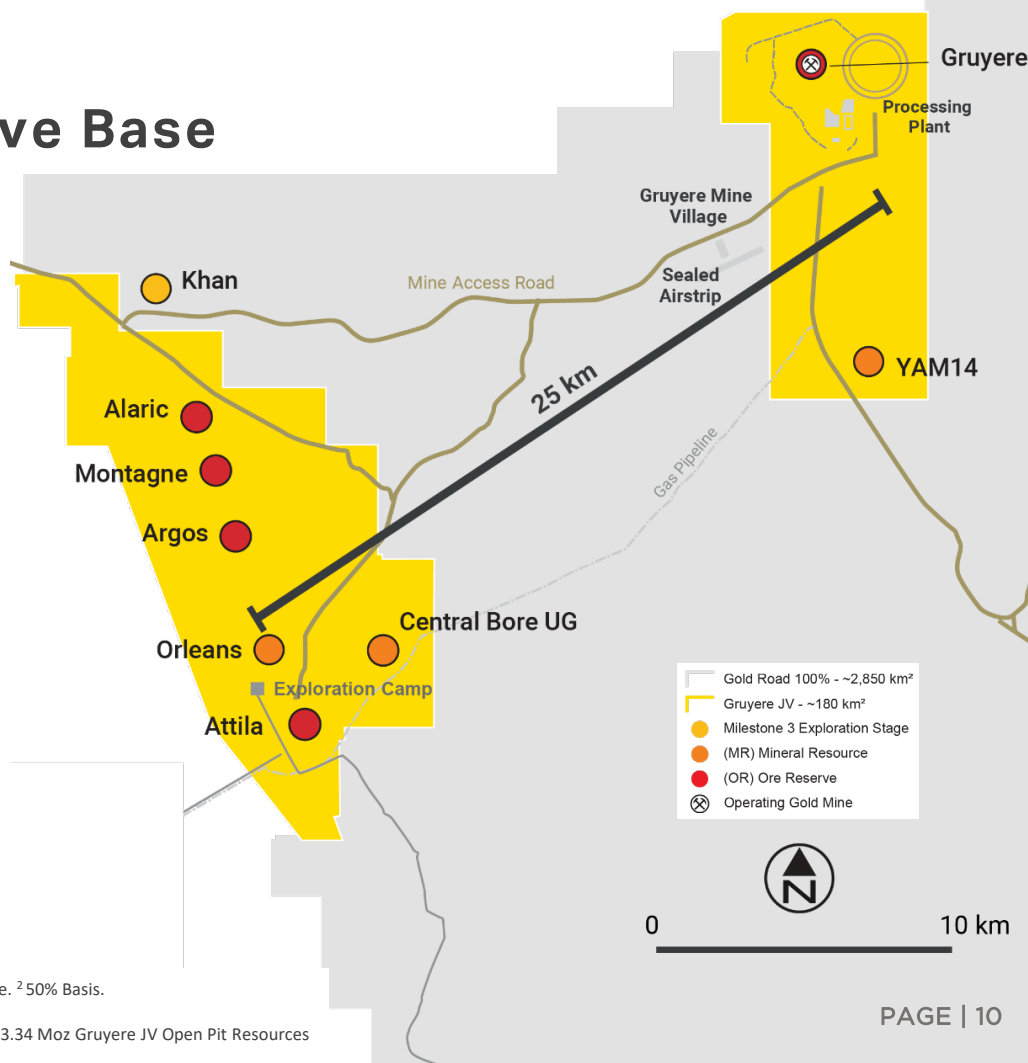 ve Base
Gruyere
Processing
Plant
Gruyere Mine
Village
Sealed
Airstrip
Khan
Mine Access Road
25 km
YAM14
Alaric
Montagne
Argos
Gas Pipeline
Orleans
Central Bore UG
Exploration Camp
Attila
Gold Road 100% - ~2,850 km²
Gruyere JV - ~180 km²
Milestone 3 Exploration Stage
(MR) Mineral Resource
(OR) Ore Reserve
Operating Gold Mine
N
0 10 km
e. ² 50% Basis.
3.34 Moz Gruyere JV Open Pit Resources
PAGE | 10